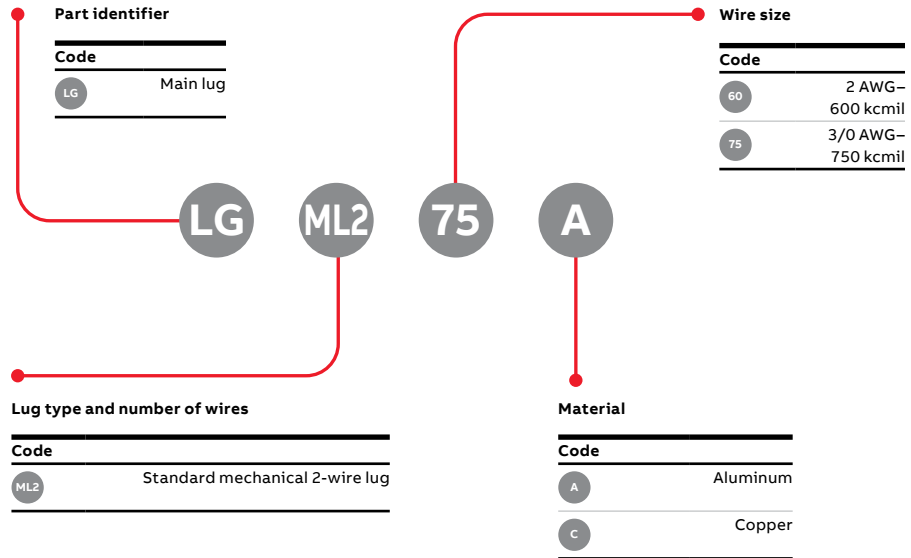 Part identifier
Code
LG
Main lug
Wire size
Code
60
2 AWG–
600 kcmil
75
3/0 AWG–
750 kcmil
LG ML2 75 A
Lug type and number of wires
Code
ML2
Standard mechanical 2-wire lug
Material
Code
A
Aluminum
C
Copper